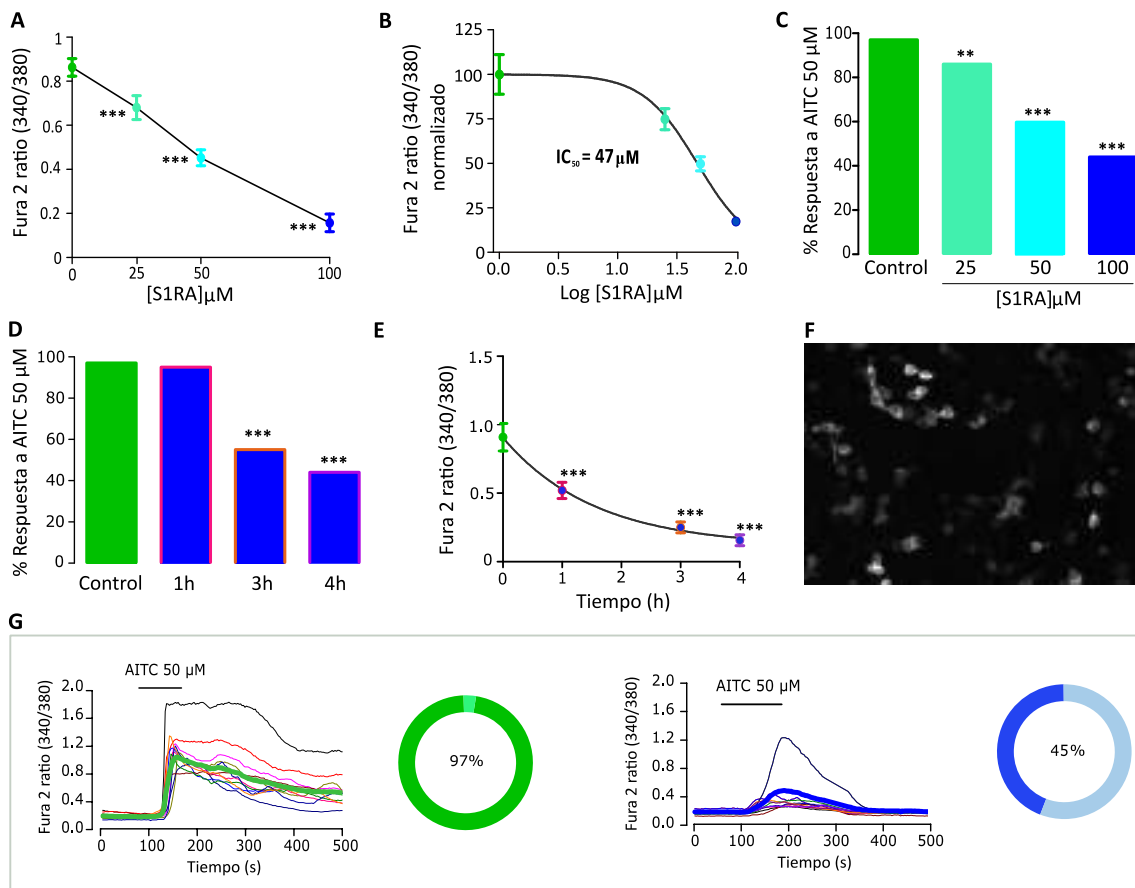 A
Fura 2 ratio (340/380)
1
0.8
0.6
0.4
0.2
0
***
***
***
0
25
50
100
[S1RA]µM
B
Fura 2 ratio (340/380)
normalizado
125
100
75
50
25
0
IC₅₀ = 47 µM
0.0
0.5
1.0
1.5
2.0
Log [S1RA]µM
C
% Respuesta a AITC 50 µM
100
80
60
40
20
0
**
***
***
Control
25
50
100
[S1RA]µM
D
% Respuesta a AITC 50 µM
100
80
60
40
20
0
***
***
Control
1h
3h
4h
E
Fura 2 ratio (340/380)
1.5
1.0
0.5
0
***
***
***
0
1
2
3
4
Tiempo (h)
F
G
AITC 50 µM
Fura 2 ratio (340/380)
2.0
1.6
1.2
0.8
0.4
0.0
0
100
200
300
400
500
Tiempo (s)
97%
AITC 50 µM
Fura 2 ratio (340/380)
2.0
1.6
1.2
0.8
0.4
0.0
0
100
200
300
400
500
Tiempo (s)
45%